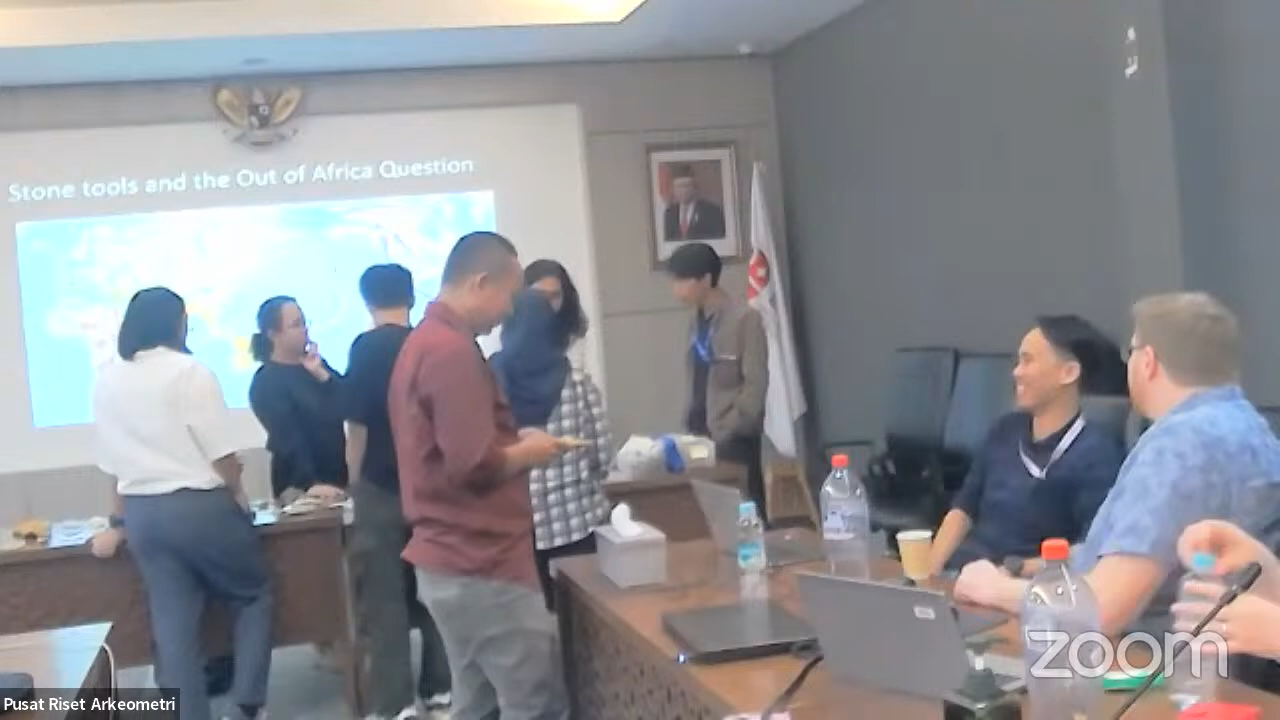 Stone tools and the Out of Africa Question
zoom
Pusat Riset Arkeometri